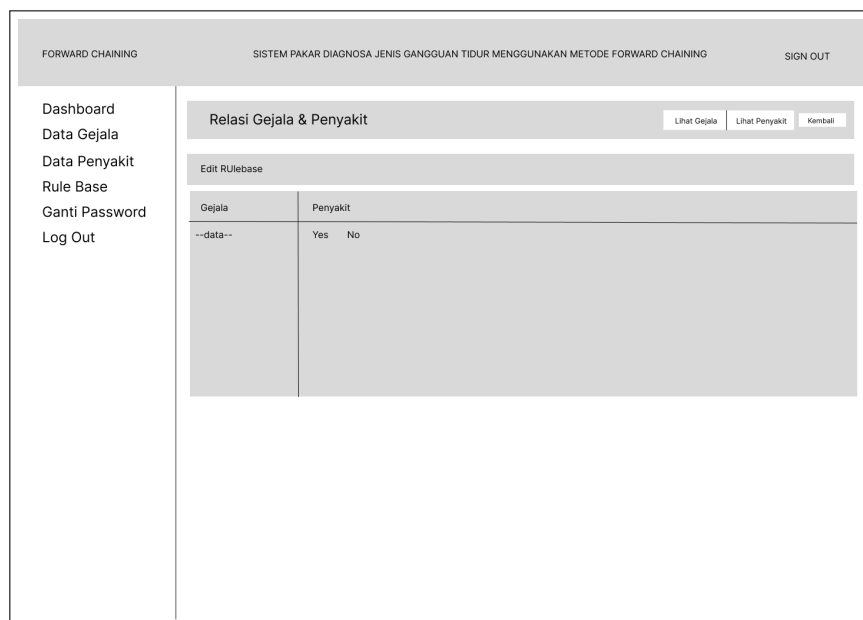 FORWARD CHAINING
SISTEM PAKAR DIAGNOSA JENIS GANGGUAN TIDUR MENGGUNAKAN METODE FORWARD CHAINING
SIGN OUT
Dashboard
Data Gejala
Data Penyakit
Rule Base
Ganti Password
Log Out
Relasi Gejala & Penyakit
Lihat Gejala
Lihat Penyakit
Kembali
Edit RUlebase
Gejala
Penyakit
--data--
Yes No